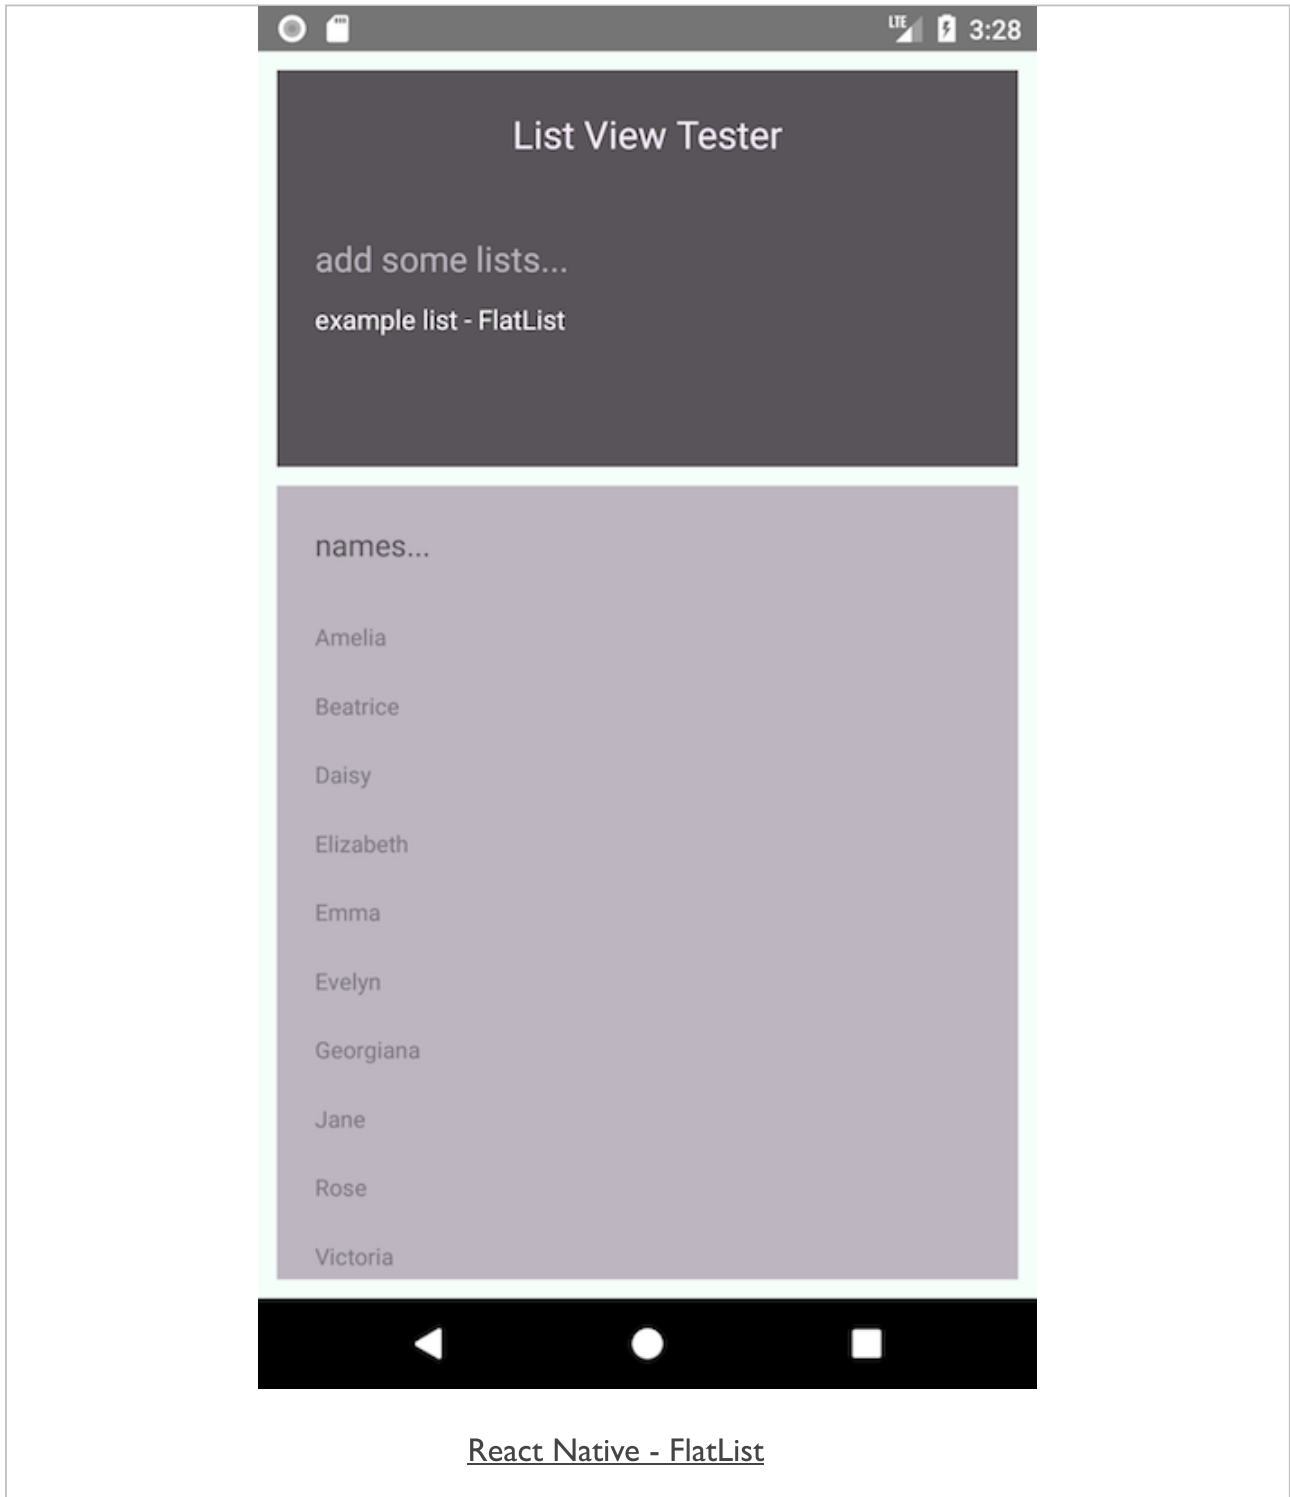 LTE 3:28
List View Tester
add some lists...
example list - FlatList
names...
Amelia
Beatrice
Daisy
Elizabeth
Emma
Evelyn
Georgiana
Jane
Rose
Victoria
React Native - FlatList